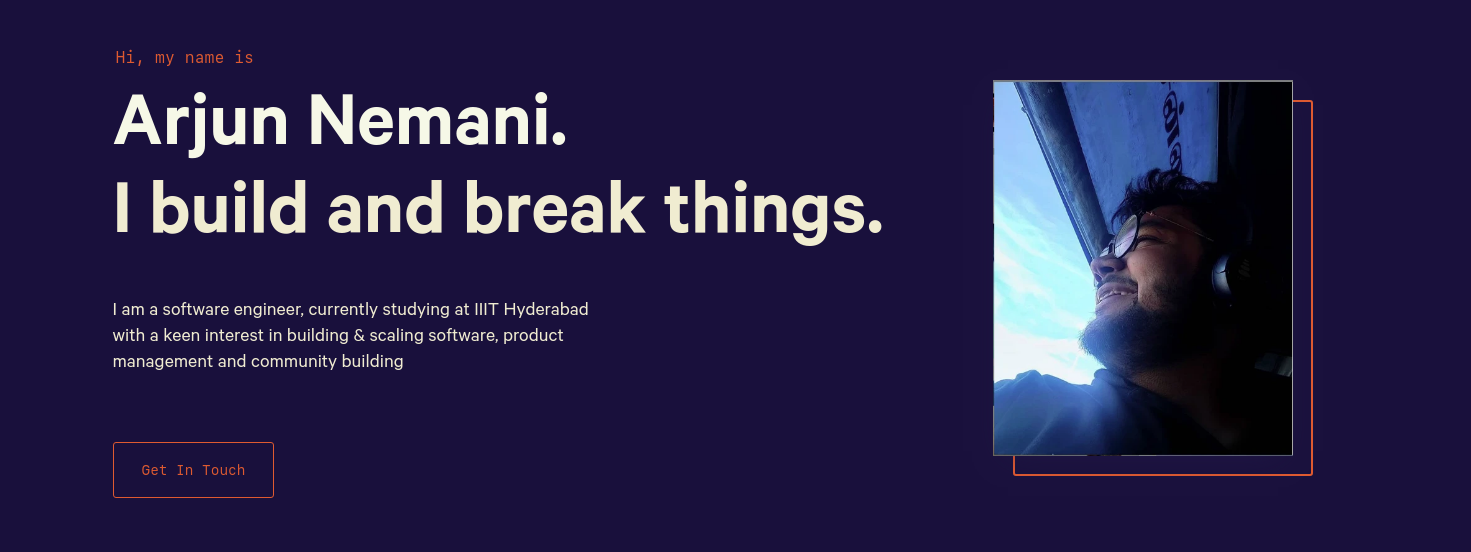 Hi, my name is
Arjun Nemani.
I build and break things.
I am a software engineer, currently studying at IIIT Hyderabad
with a keen interest in building & scaling software, product
management and community building
Get In Touch